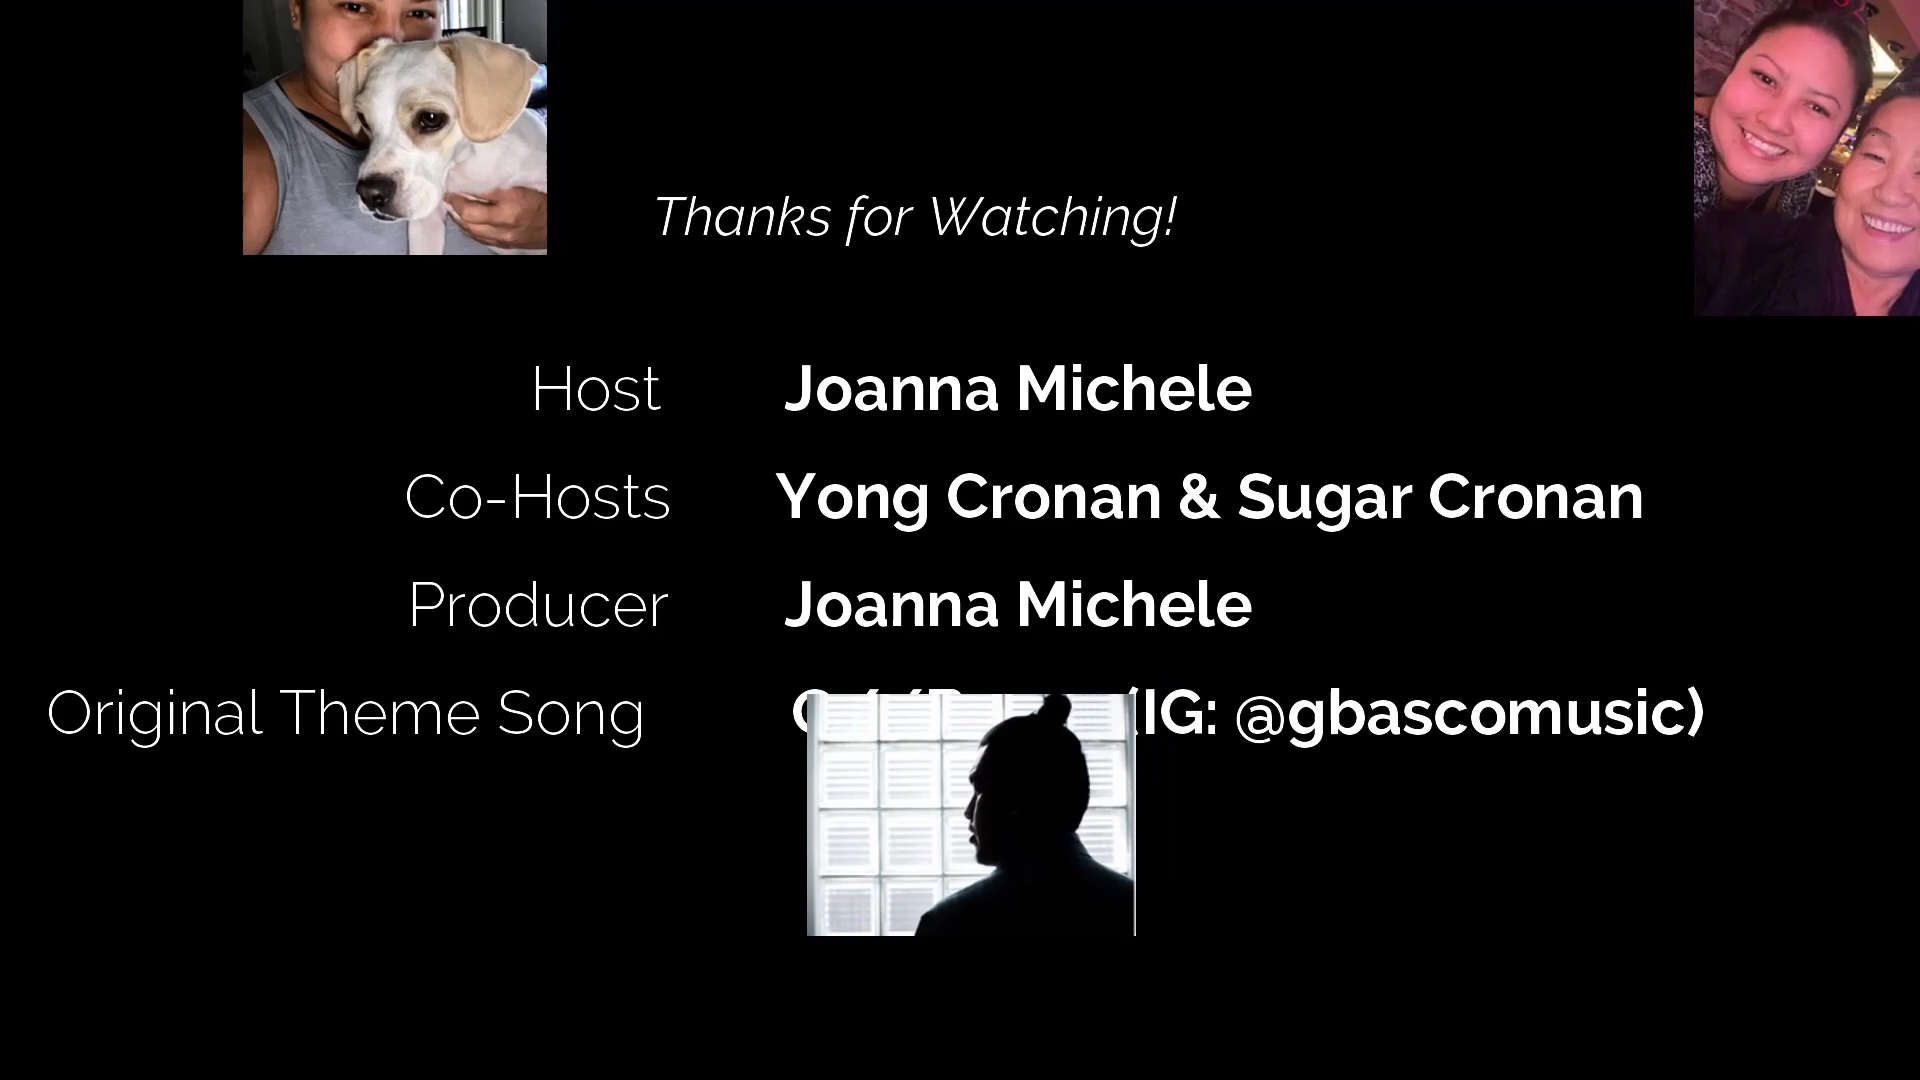 Thanks for Watching!
Host Joanna Michele
Co-Hosts Yong Cronan & Sugar Cronan
Producer Joanna Michele
Original Theme Song (IG: @gbascomusic)